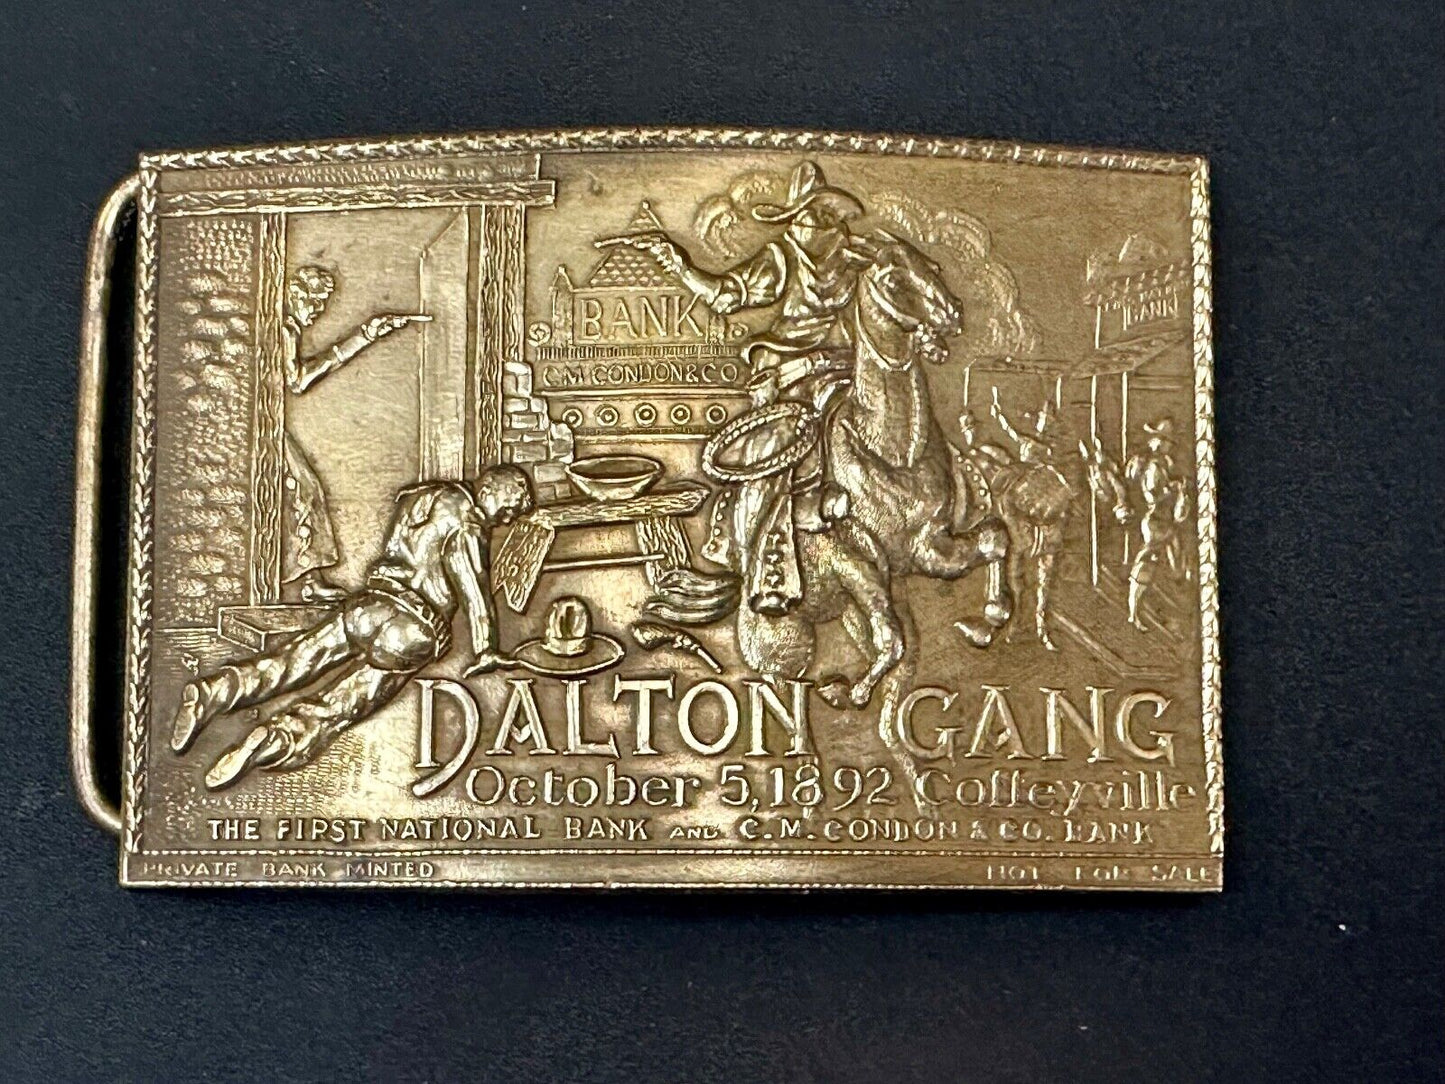 BANK
C.M. CONDON & CO
BANK
DALTON GANG
October 5, 1892 Coffeyville
THE FIRST NATIONAL BANK AND C.M. CONDON & CO. BANK
PRIVATE BANK MINTED NOT FOR SALE